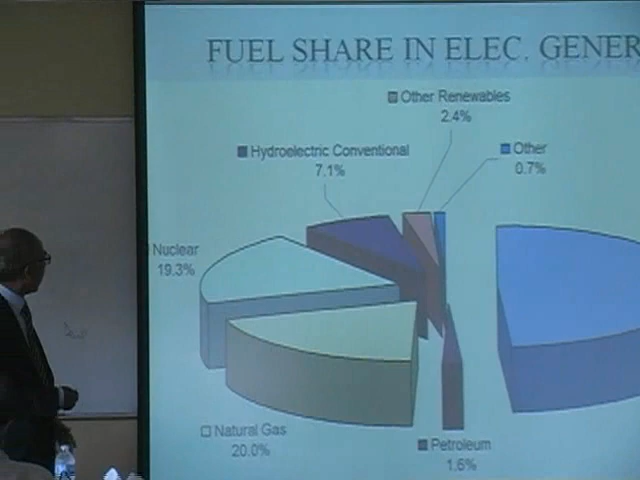 FUEL SHARE IN ELEC. GENER
Other Renewables
2.4%
Hydroelectric Conventional
7.1%
Other
0.7%
Nuclear
19.3%
Natural Gas
20.0%
Petroleum
1.6%